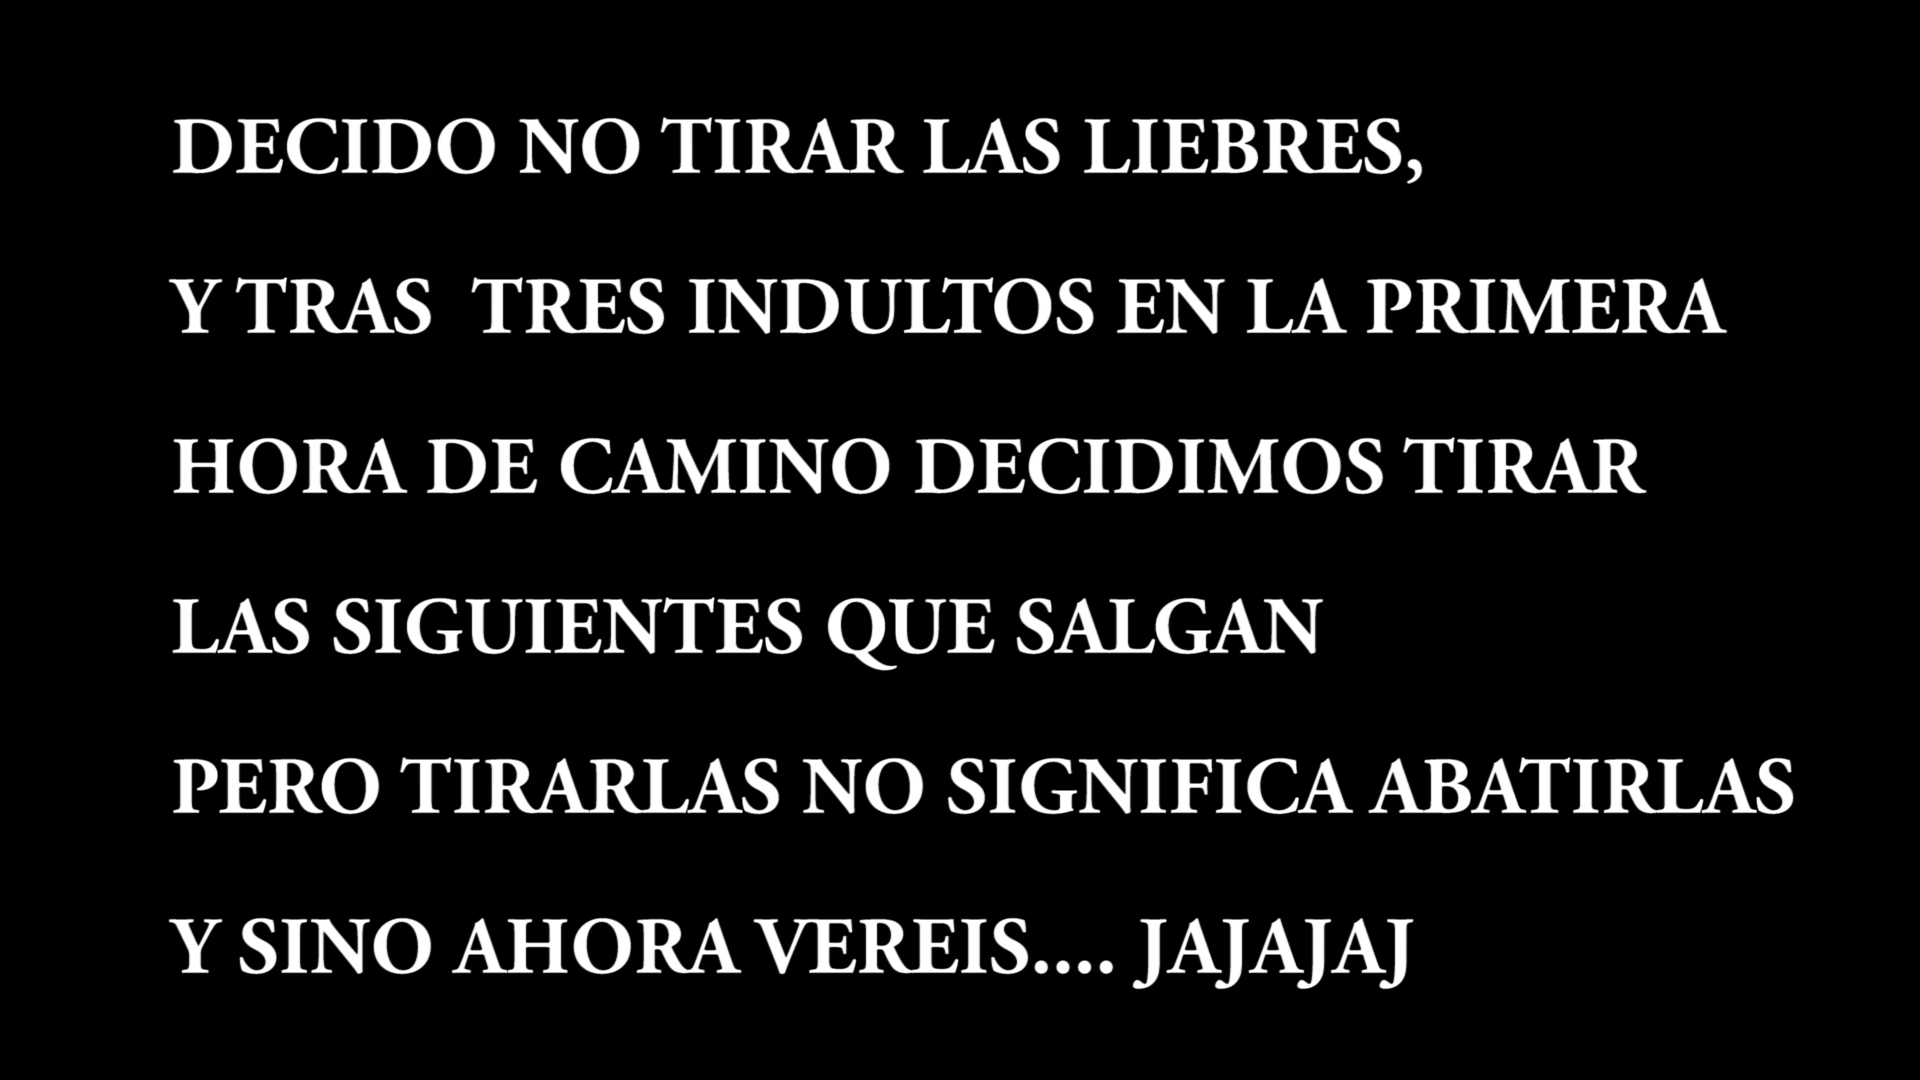 DECIDO NO TIRAR LAS LIEBRES,
Y TRAS  TRES INDULTOS EN LA PRIMERA
HORA DE CAMINO DECIDIMOS TIRAR
LAS SIGUIENTES QUE SALGAN
PERO TIRARLAS NO SIGNIFICA ABATIRLAS
Y SINO AHORA VEREIS.... JAJAJAJ